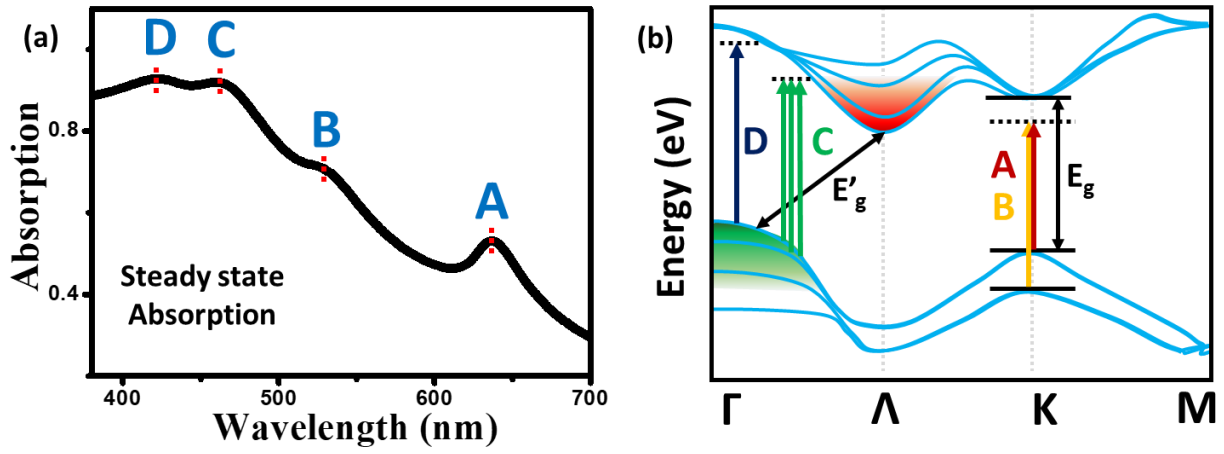 (a)
D
C
B
A
Steady state
Absorption
Absorption
0.8
0.4
400
500
600
700
Wavelength (nm)
(b)
Energy (eV)
D
C
E'g
A
B
Eg
Γ
Λ
K
M